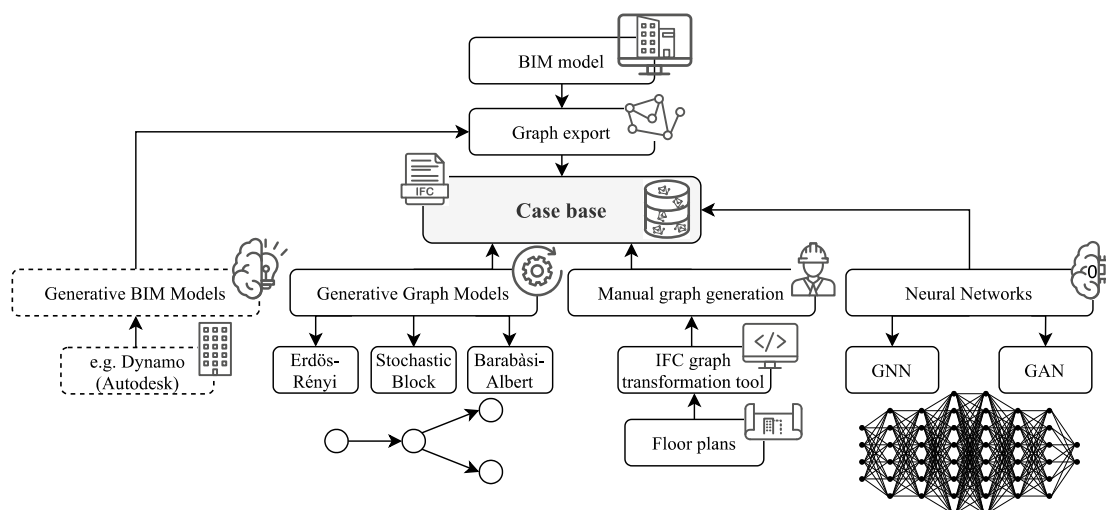 BIM model
Graph export
IFC
Case base
Generative BIM Models
Generative Graph Models
Manual graph generation
Neural Networks
0
e.g. Dynamo
(Autodesk)
Erdös-
Rényi
Stochastic
Block
Barabàsi-
Albert
</>
IFC graph
transformation tool
GNN
GAN
Floor plans